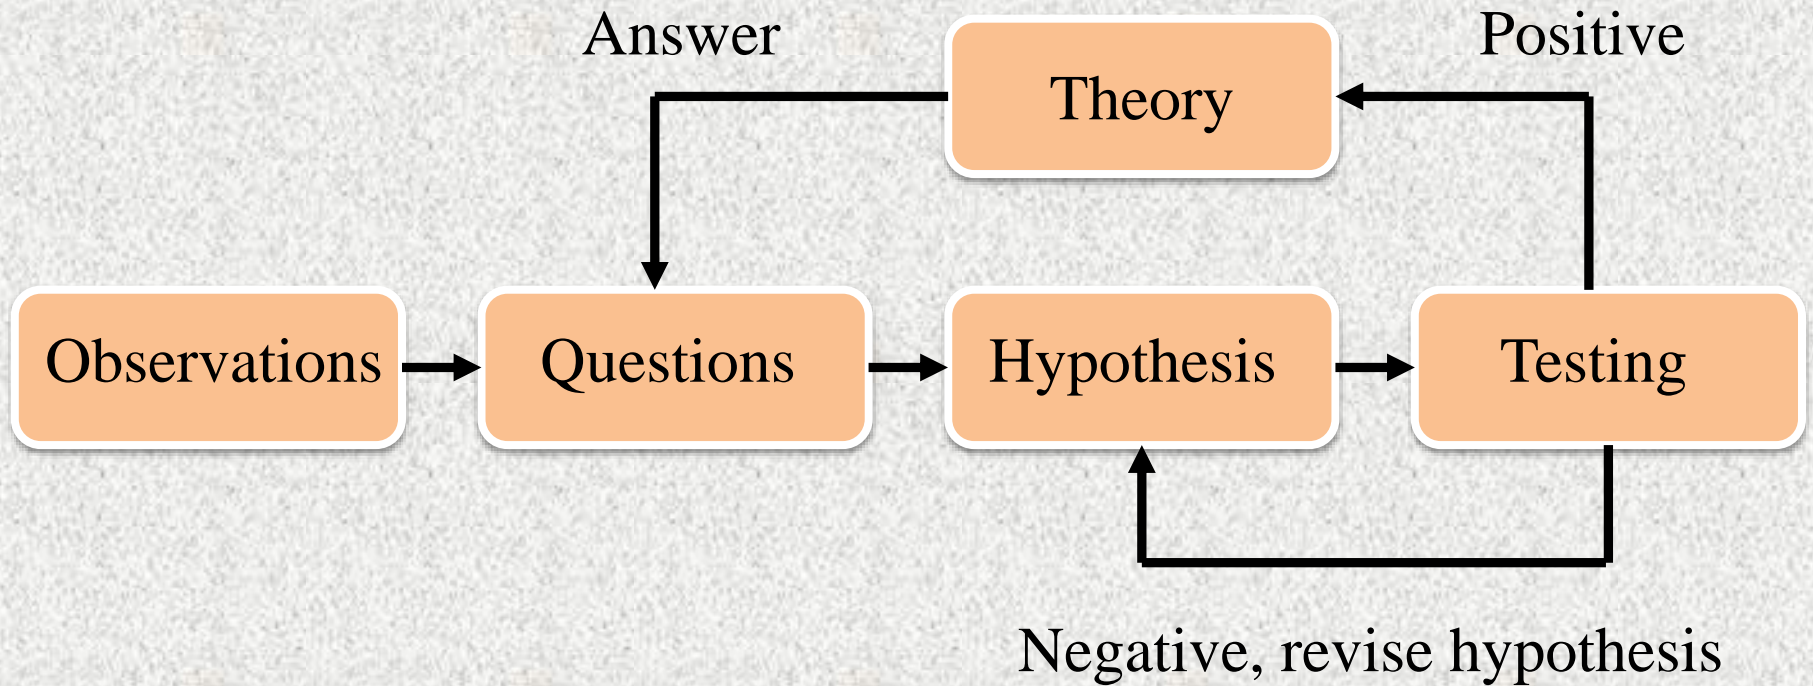 Answer
Positive
Theory
Observations
Questions
Hypothesis
Testing
Negative, revise hypothesis